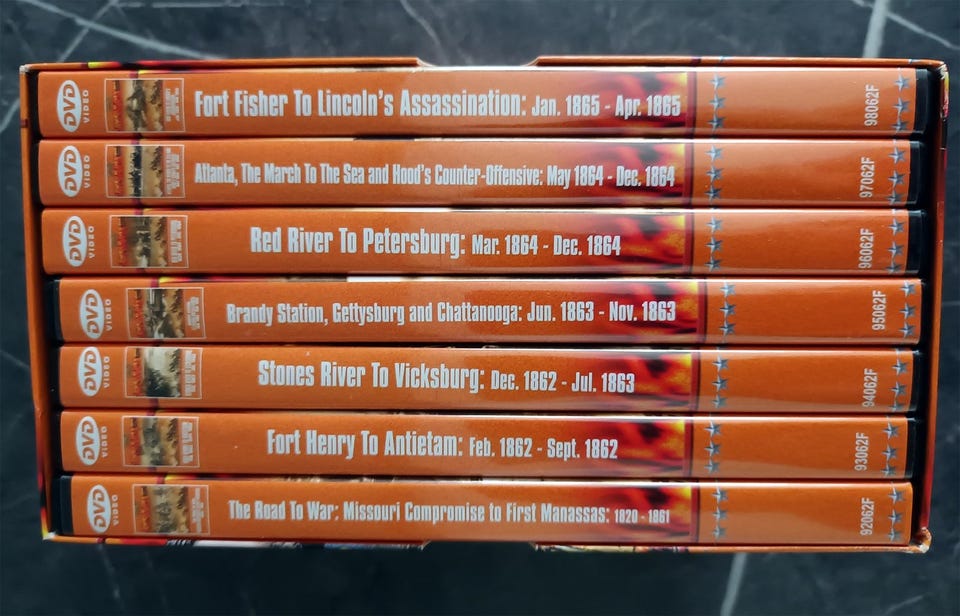 DVD VIDEO Fort Fisher To Lincoln's Assassination: Jan. 1865 - Apr. 1865 98062F
DVD VIDEO Atlanta, The March To The Sea and Hood's Counter-Offensive: May 1864 - Dec. 1864 97062F
DVD VIDEO Red River To Petersburg: Mar. 1864 - Dec. 1864 96062F
DVD VIDEO Brandy Station, Gettysburg and Chattanooga: Jun. 1863 - Nov. 1863 95062F
DVD VIDEO Stones River To Vicksburg: Dec. 1862 - Jul. 1863 94062F
DVD VIDEO Fort Henry To Antietam: Feb. 1862 - Sept. 1862 93062F
DVD VIDEO The Road To War: Missouri Compromise to First Manassas: 1820 - 1861 92062F